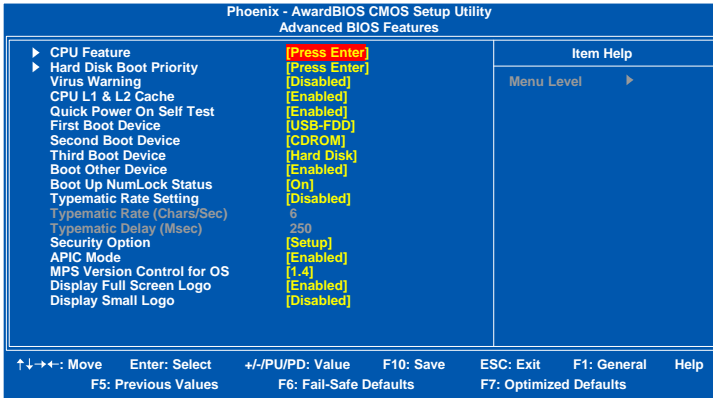 Phoenix - AwardBIOS CMOS Setup Utility
Advanced BIOS Features
CPU Feature [Press Enter]
Hard Disk Boot Priority [Press Enter]
Virus Warning [Disabled]
CPU L1 & L2 Cache [Enabled]
Quick Power On Self Test [Enabled]
First Boot Device [USB-FDD]
Second Boot Device [CDROM]
Third Boot Device [Hard Disk]
Boot Other Device [Enabled]
Boot Up NumLock Status [On]
Typematic Rate Setting [Disabled]
Typematic Rate (Chars/Sec) 6
Typematic Delay (Msec) 250
Security Option [Setup]
APIC Mode [Enabled]
MPS Version Control for OS [1.4]
Display Full Screen Logo [Enabled]
Display Small Logo [Disabled]
Item Help
Menu Level
↑↓→←: Move Enter: Select +/-/PU/PD: Value F10: Save ESC: Exit F1: General Help
F5: Previous Values F6: Fail-Safe Defaults F7: Optimized Defaults